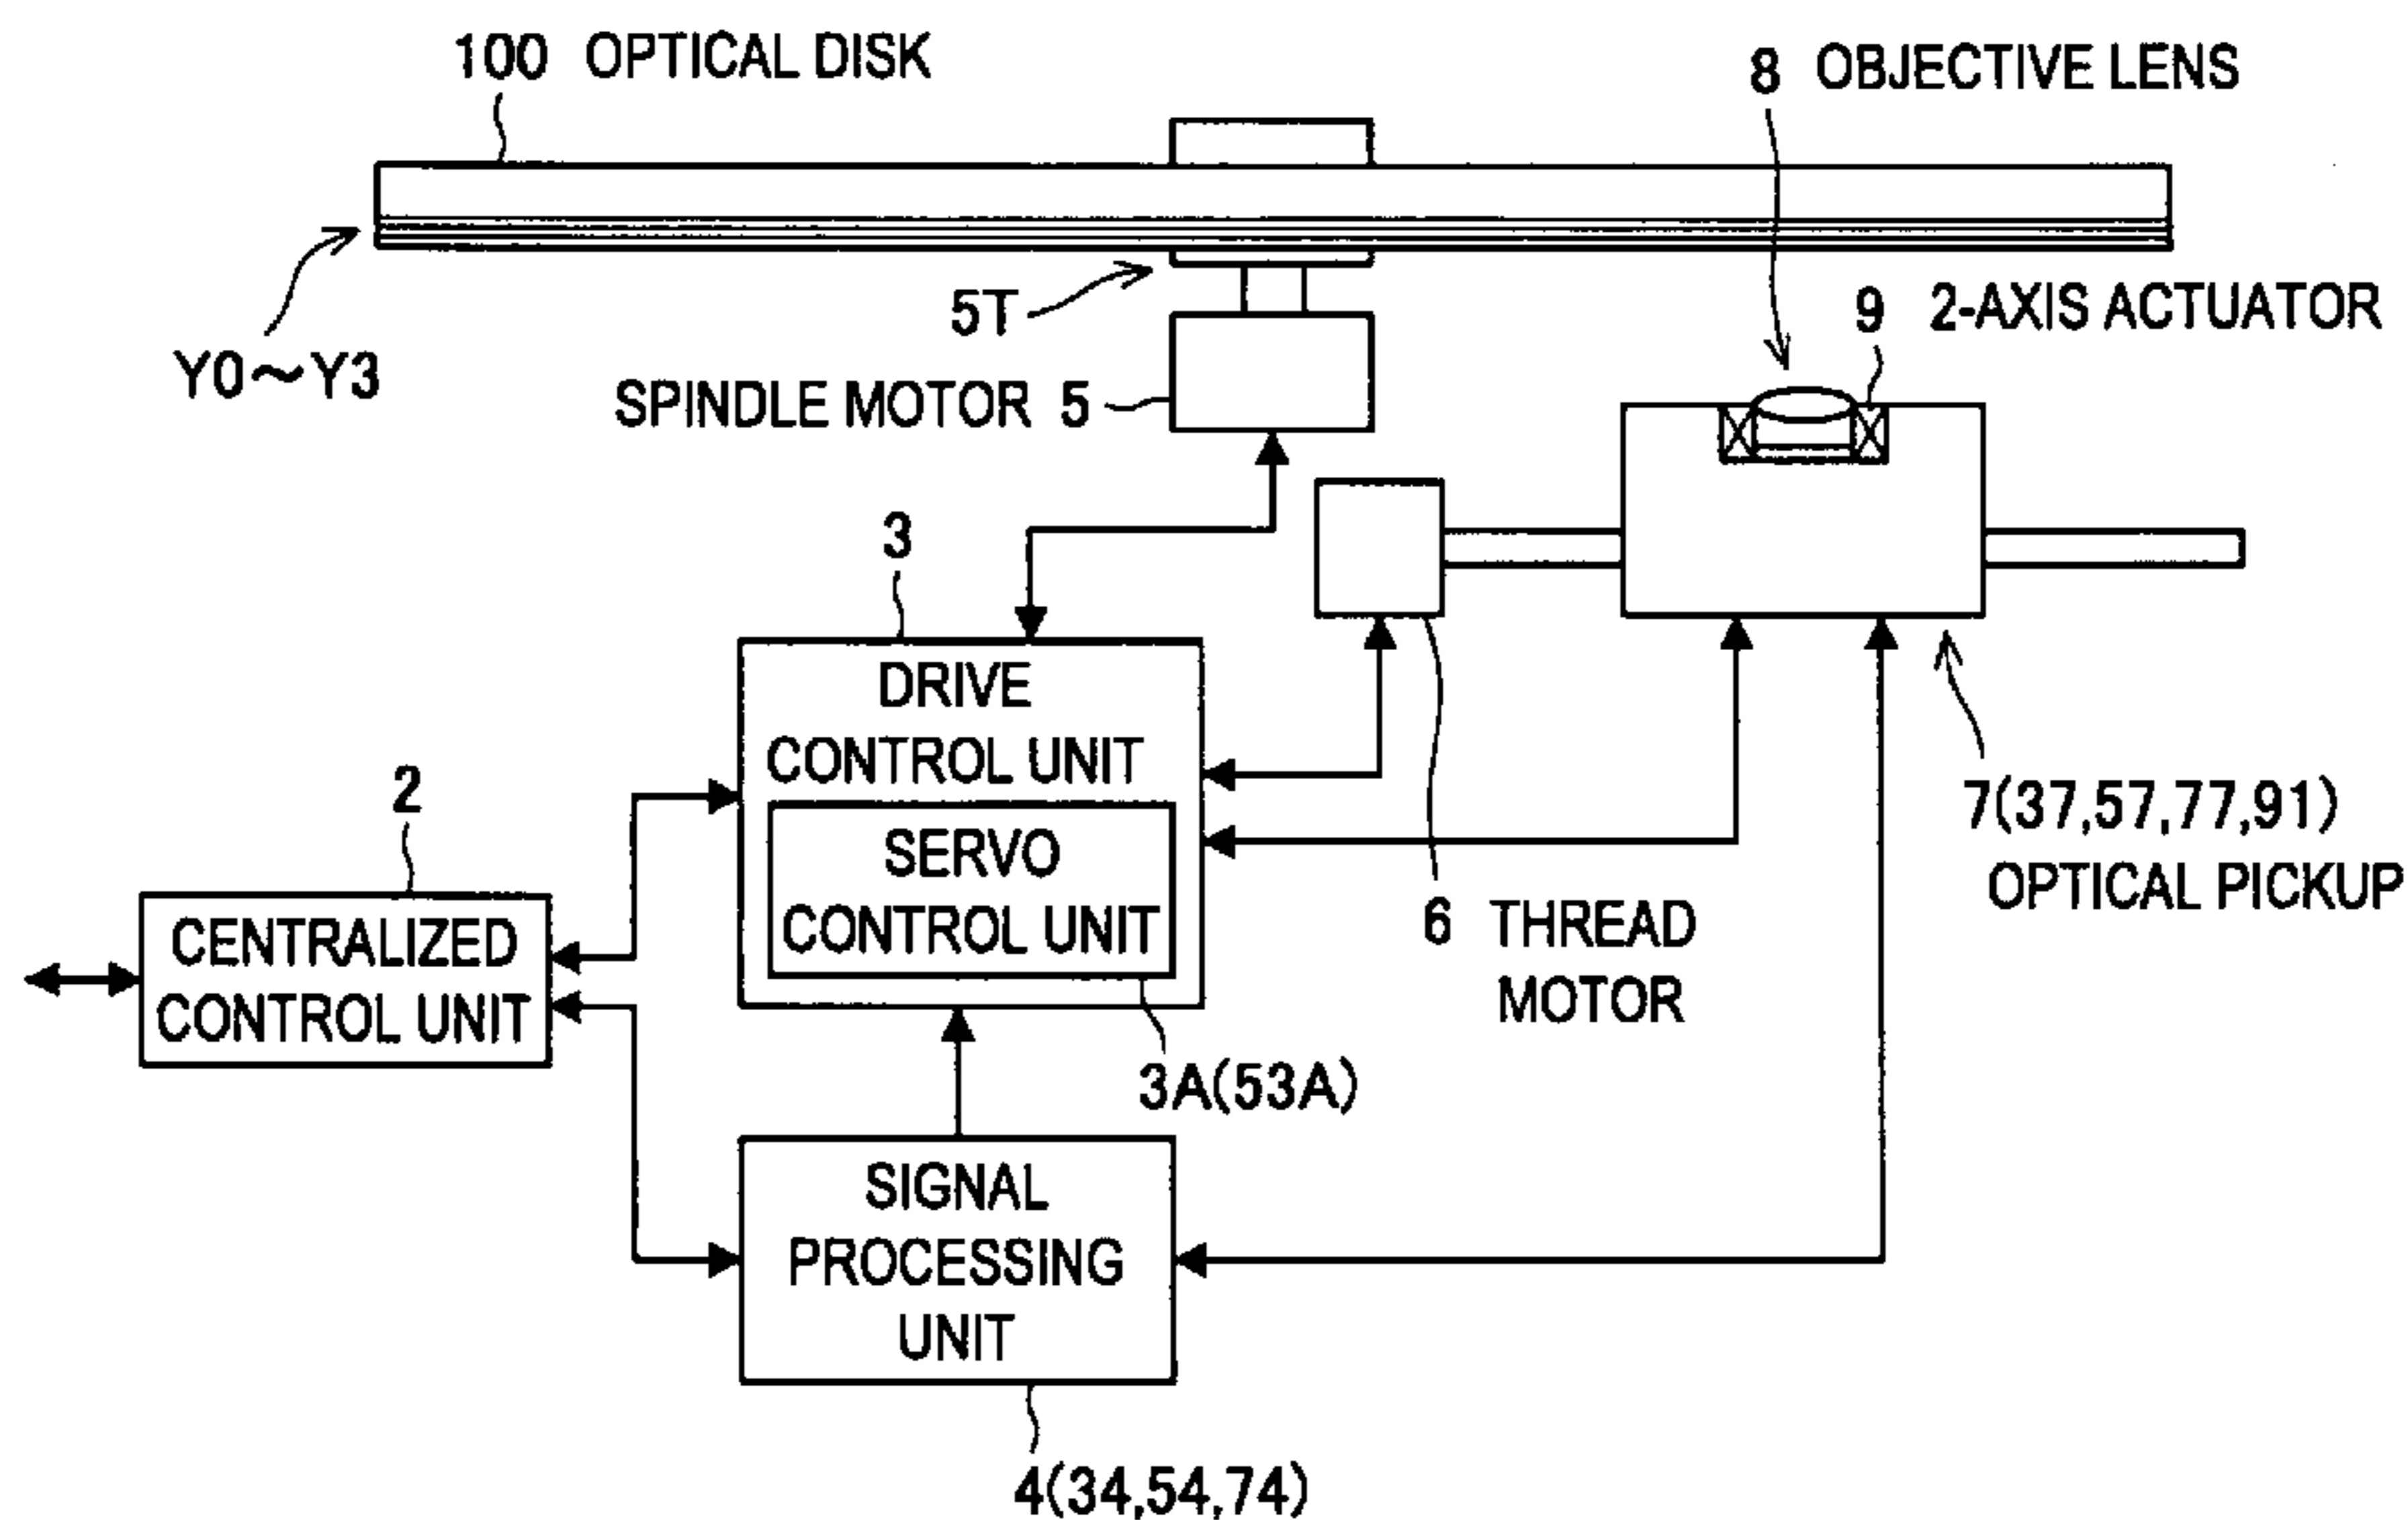 100 OPTICAL DISK
8 OBJECTIVE LENS
5T
9 2-AXIS ACTUATOR
Y0～Y3
SPINDLE MOTOR 5
3
DRIVE
CONTROL UNIT
2
7(37,57,77,91)
OPTICAL PICKUP
SERVO
CONTROL UNIT
6 THREAD
MOTOR
CENTRALIZED
CONTROL UNIT
3A(53A)
SIGNAL
PROCESSING
UNIT
4(34,54,74)